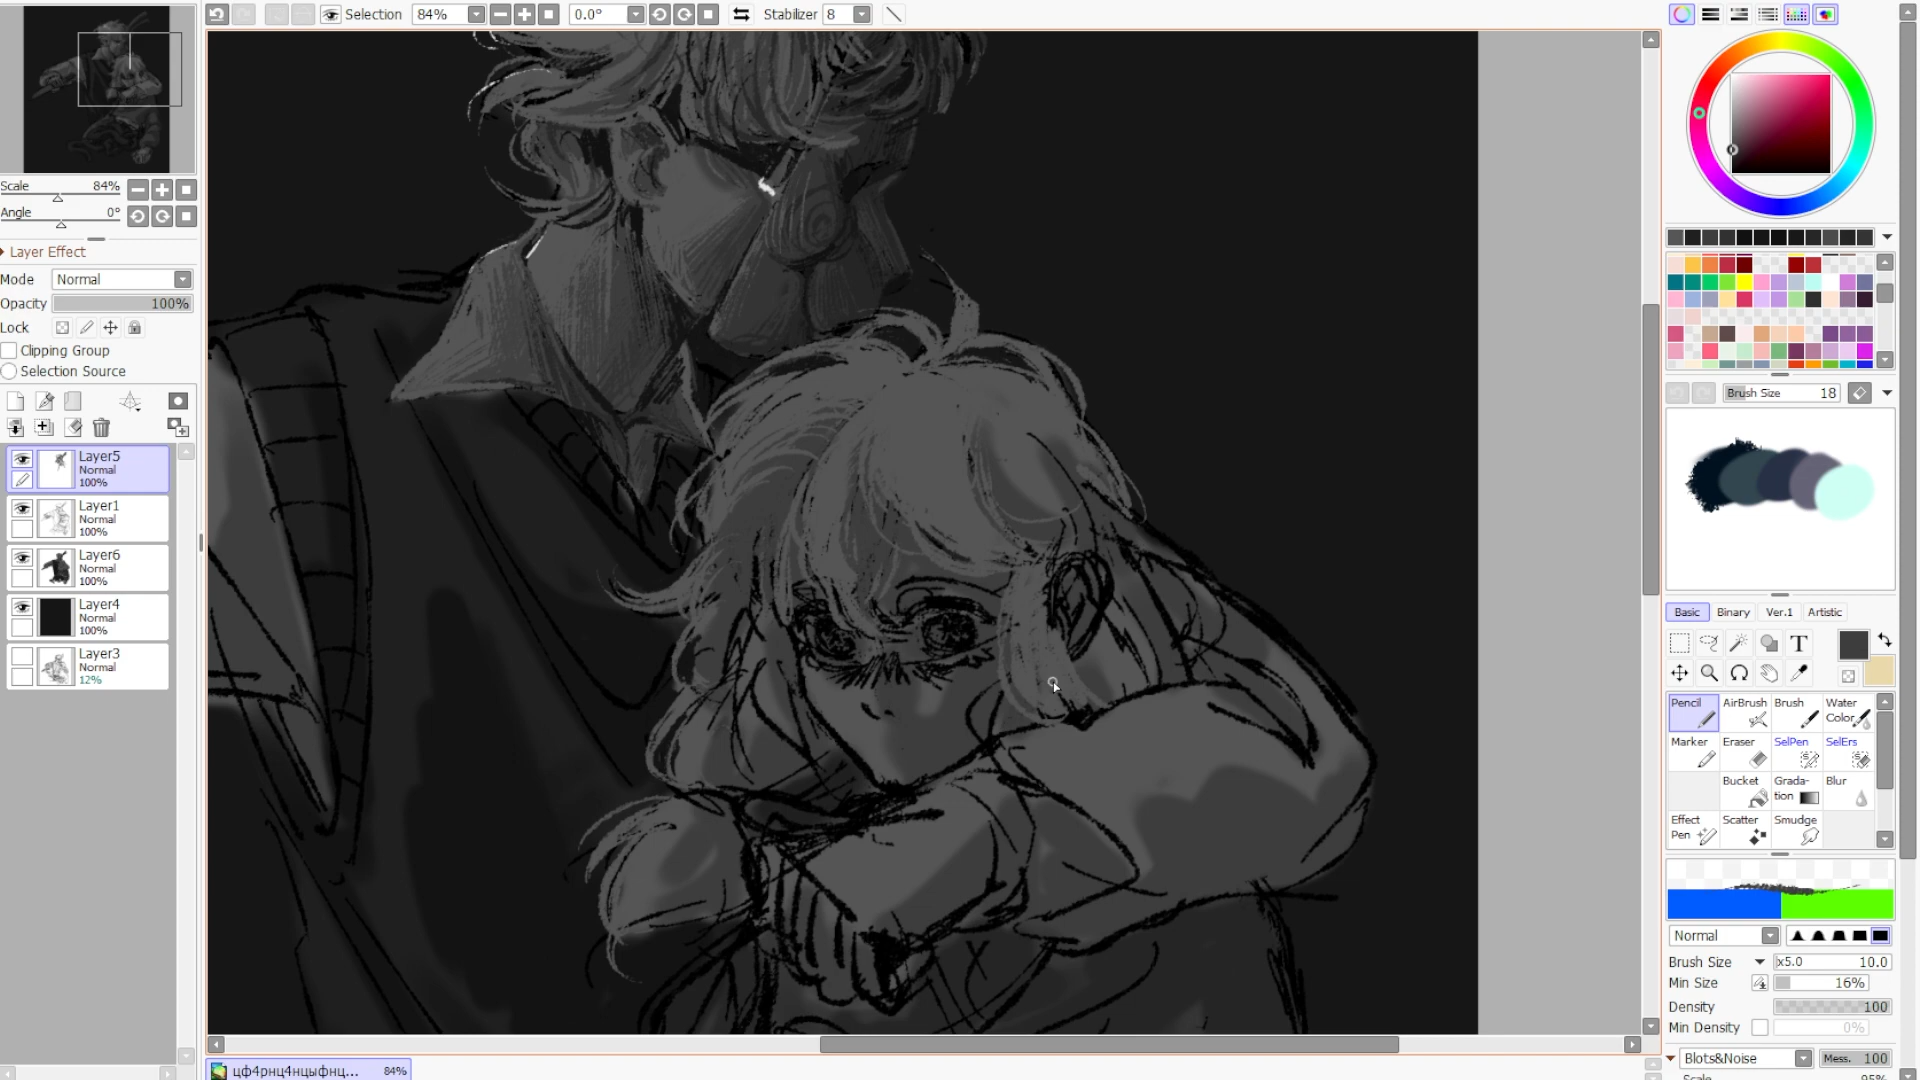 Selection 84% 0.0° Stabilizer 8
Scale 84%
Angle 0°
Layer Effect
Mode Normal
Opacity 100%
Lock
Clipping Group
Selection Source
Layer5
Normal
100%
Layer1
Normal
100%
Layer6
Normal
100%
Layer4
Normal
100%
Layer3
Normal
12%
цф4рнц4нцыфнц... 84%
Brush Size 18
Basic Binary Ver.1 Artistic
T
Pencil AirBrush Brush Water Color
Marker Eraser SelPen SelErs
Bucket Grada-tion Blur
Effect Pen Scatter Smudge
Normal
Brush Size x5.0 10.0
Min Size 16%
Density 100
Min Density 0%
Blots&Noise Mess. 100
Scale 95%